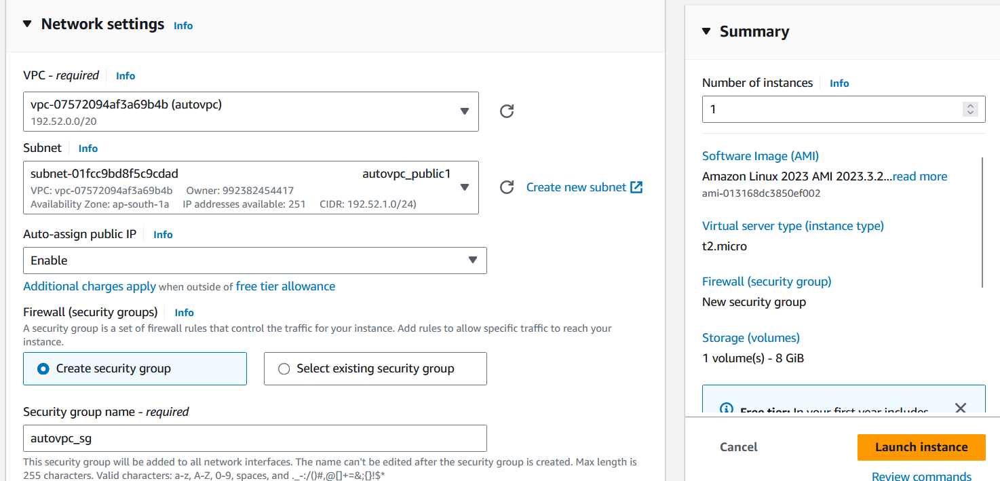 Network settings Info
VPC - required Info
vpc-07572094af3a69b4b (autovpc)
192.52.0.0/20
Subnet Info
subnet-01fcc9bd8f5c9cdad autovpc_public1
VPC: vpc-07572094af3a69b4b Owner: 992382454417
Availability Zone: ap-south-1a IP addresses available: 251 CIDR: 192.52.1.0/24)
Create new subnet
Auto-assign public IP Info
Enable
Additional charges apply when outside of free tier allowance
Firewall (security groups) Info
A security group is a set of firewall rules that control the traffic for your instance. Add rules to allow specific traffic to reach your
instance.
Create security group
Select existing security group
Security group name - required
autovpc_sg
This security group will be added to all network interfaces. The name can't be edited after the security group is created. Max length is
255 characters. Valid characters: a-z, A-Z, 0-9, spaces, and ._-:/()#,@[]+=&;{}!$*
Summary
Number of instances Info
1
Software Image (AMI)
Amazon Linux 2023 AMI 2023.3.2...read more
ami-013168dc3850ef002
Virtual server type (instance type)
t2.micro
Firewall (security group)
New security group
Storage (volumes)
1 volume(s) - 8 GiB
Free tier: In your first year includes
Cancel
Launch instance
Review commands